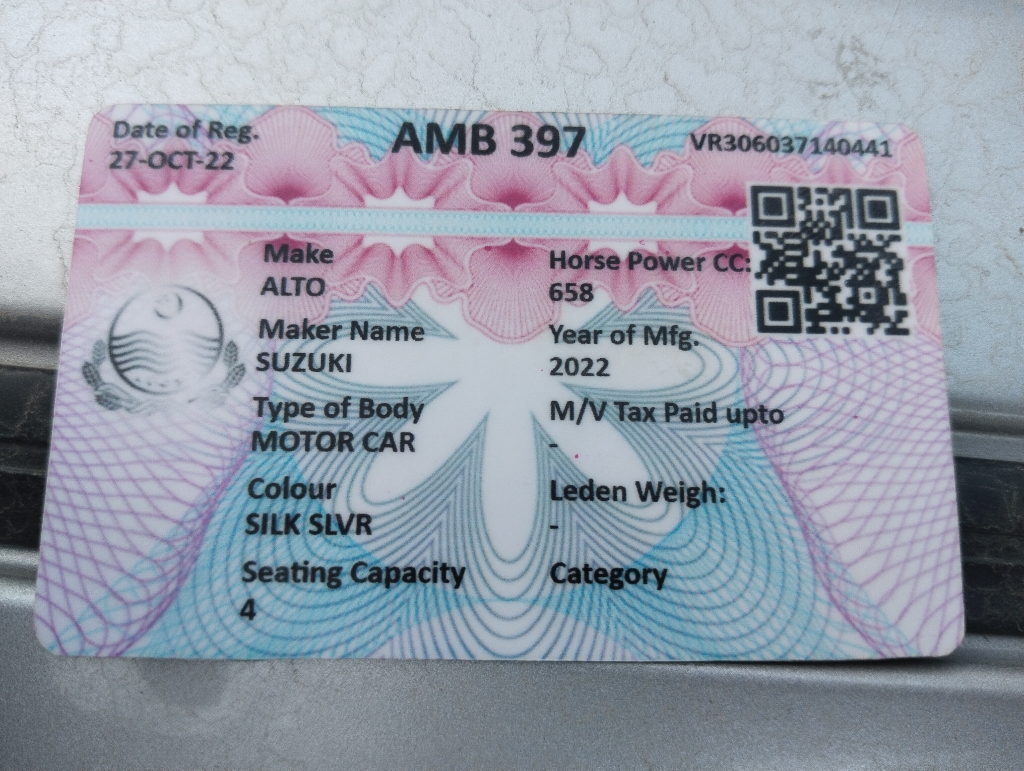 Date of Reg.
27-OCT-22
AMB 397
VR306037140441
Make
ALTO
Horse Power CC:
658
Maker Name
SUZUKI
Year of Mfg.
2022
Type of Body
MOTOR CAR
M/V Tax Paid upto
-
Colour
SILK SLVR
Leden Weigh:
-
Seating Capacity
4
Category